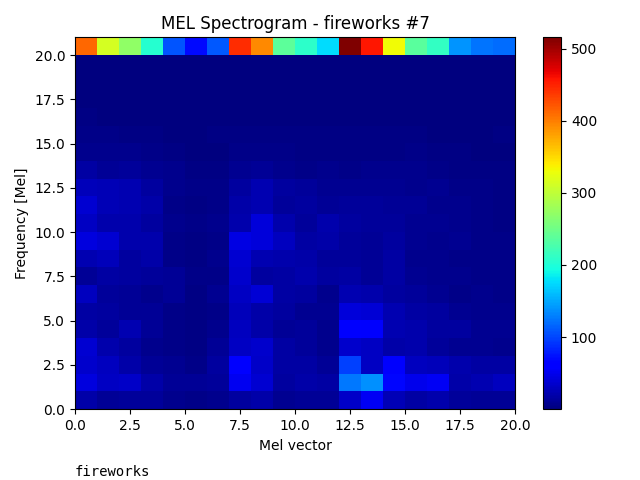 MEL Spectrogram - fireworks #7
20.0
17.5
15.0
12.5
10.0
7.5
5.0
2.5
0.0
Frequency [Mel]
0.0 2.5 5.0 7.5 10.0 12.5 15.0 17.5 20.0
Mel vector
500
400
300
200
100
fireworks